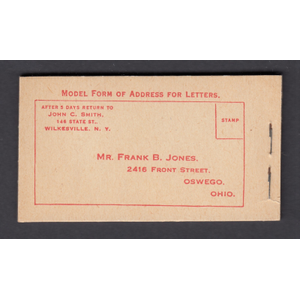 MODEL FORM OF ADDRESS FOR LETTERS.
AFTER 5 DAYS RETURN TO
JOHN C. SMITH,
146 STATE ST.,
WILKESVILLE, N. Y.
STAMP
MR. FRANK B. JONES,
2416 FRONT STREET,
OSWEGO,
OHIO.